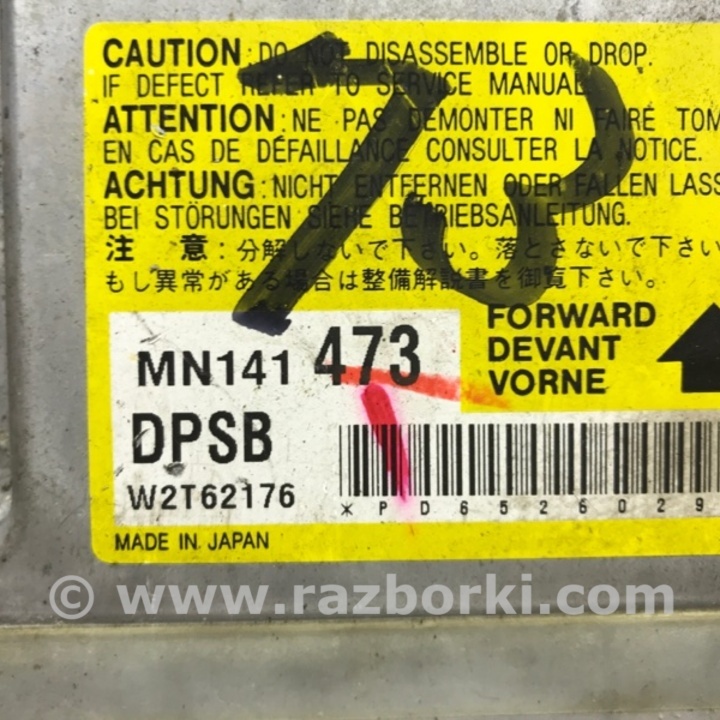 CAUTION: DO NOT DISASSEMBLE OR DROP.
IF DEFECT REFER TO SERVICE MANUAL.
ATTENTION: NE PAS DEMONTER NI FAIRE TOM
EN CAS DE DÉFAILLANCE CONSULTER LA NOTICE.
ACHTUNG: NICHT ENTFERNEN ODER FALLEN LASS
BEI STÖRUNGEN SIEHE BETRIEBSANLEITUNG.
注 意：分解しないで下さい。落とさないで下さい
もし異常がある場合は整備解説書を御覧下さい。
FORWARD
DEVANT
VORNE
MN141 473
DPSB
W2T62176
*PD6526029
MADE IN JAPAN
© www.razborki.com